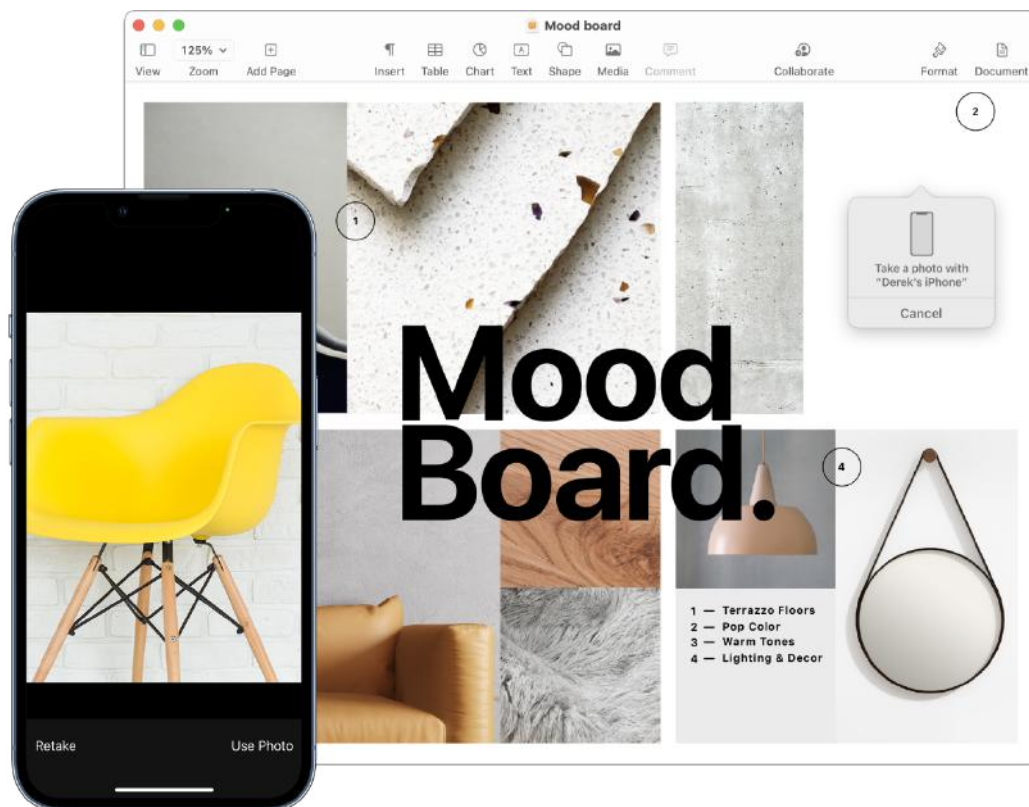 Mood board
125%
View Zoom Add Page Insert Table Chart Text Shape Media Comment Collaborate Format Document
2
1
Take a photo with
"Derek's iPhone"
Cancel
Mood
Board.
4
1 — Terrazzo Floors
2 — Pop Color
3 — Warm Tones
4 — Lighting & Decor
Retake Use Photo